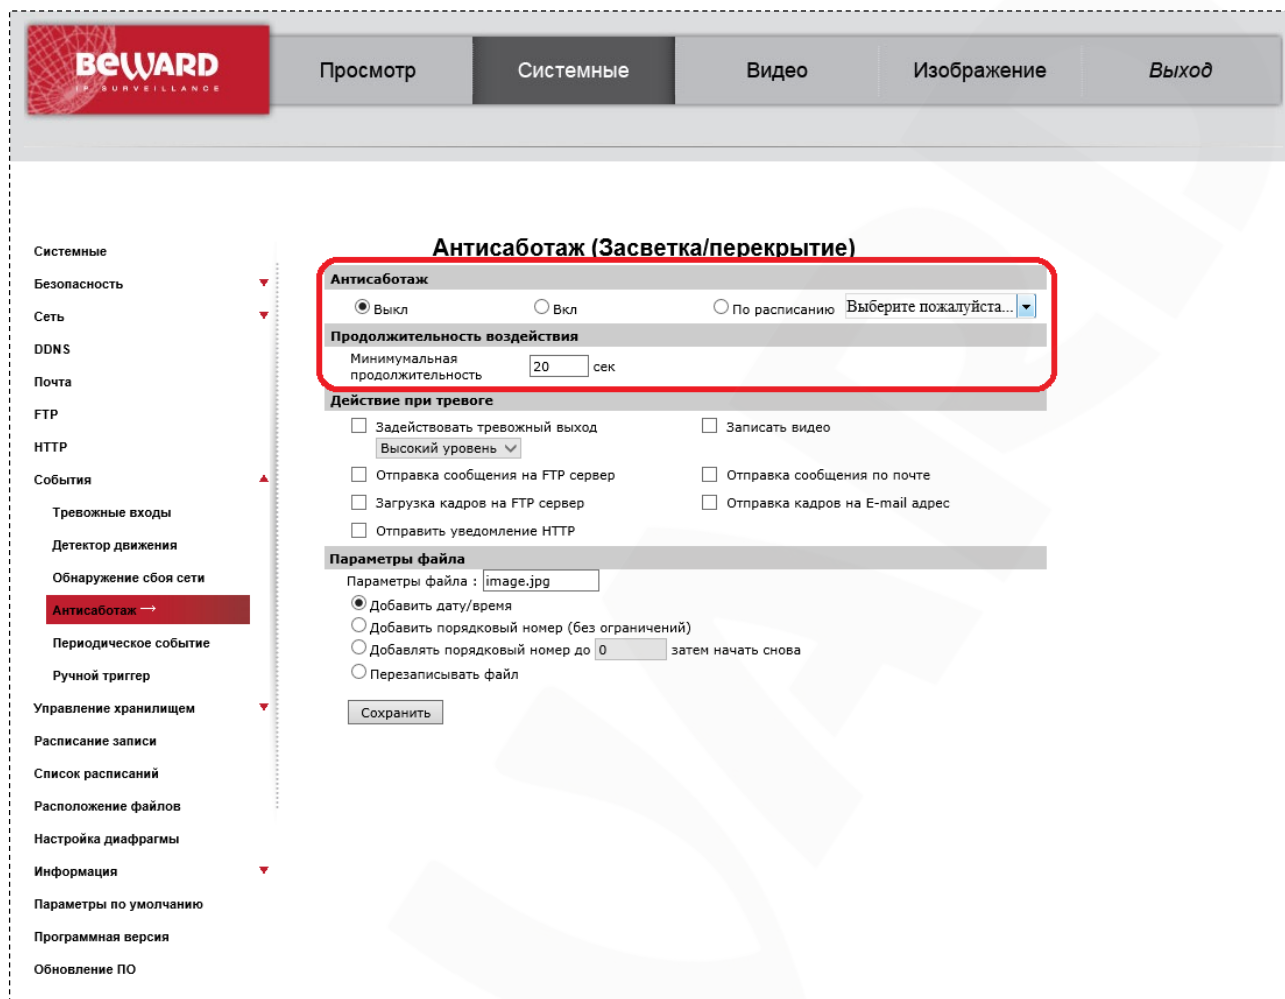 BEWARD
IP SURVEILLANCE
Просмотр
Системные
Видео
Изображение
Выход
Системные
Безопасность
Сеть
DDNS
Почта
FTP
HTTP
События
Тревожные входы
Детектор движения
Обнаружение сбоя сети
Антисаботаж →
Периодическое событие
Ручной триггер
Управление хранилищем
Расписание записи
Список расписаний
Расположение файлов
Настройка диафрагмы
Информация
Параметры по умолчанию
Программная версия
Обновление ПО
Антисаботаж (Засветка/перекрытие)
Антисаботаж
Выкл
Вкл
По расписанию
Выберите пожалуйста...
Продолжительность воздействия
Минимумальная
продолжительность
20
сек
Действие при тревоге
Задействовать тревожный выход
Записать видео
Высокий уровень
Отправка сообщения на FTP сервер
Отправка сообщения по почте
Загрузка кадров на FTP сервер
Отправка кадров на E-mail адрес
Отправить уведомление HTTP
Параметры файла
Параметры файла :
image.jpg
Добавить дату/время
Добавить порядковый номер (без ограничений)
Добавлять порядковый номер до 0 затем начать снова
Перезаписывать файл
Сохранить